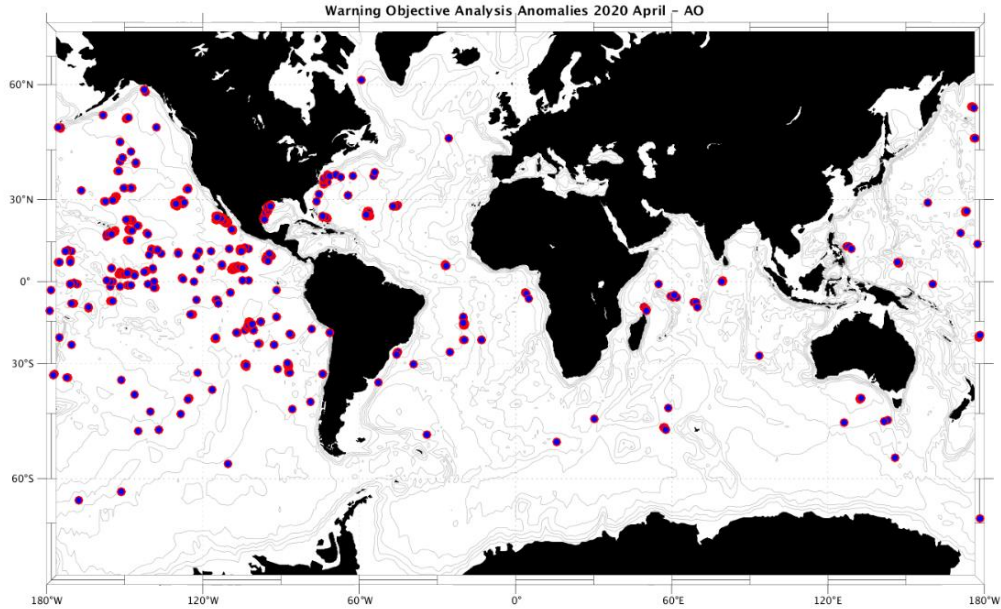 Warning Objective Analysis Anomalies 2020 April - AO
60°N
30°N
0°
30°S
60°S
180°W 120°W 60°W 0° 60°E 120°E 180°W